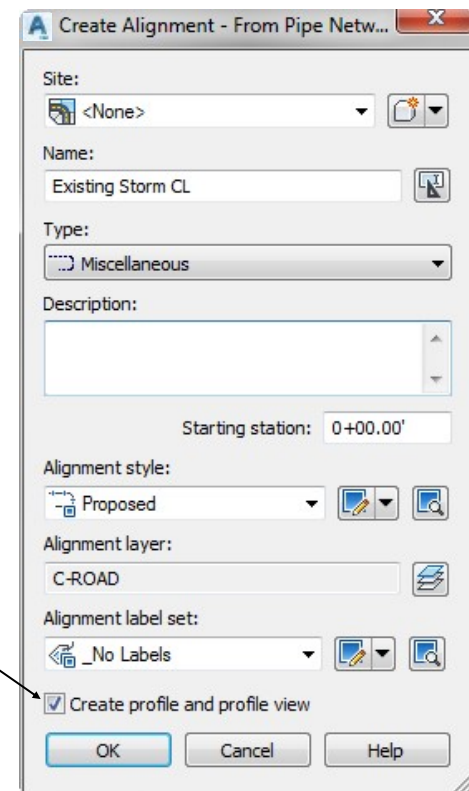 Create Alignment - From Pipe Netw...
Site:
<None>
Name:
Existing Storm CL
Type:
Miscellaneous
Description:
Starting station: 0+00.00'
Alignment style:
Proposed
Alignment layer:
C-ROAD
Alignment label set:
_No Labels
Create profile and profile view
OK Cancel Help